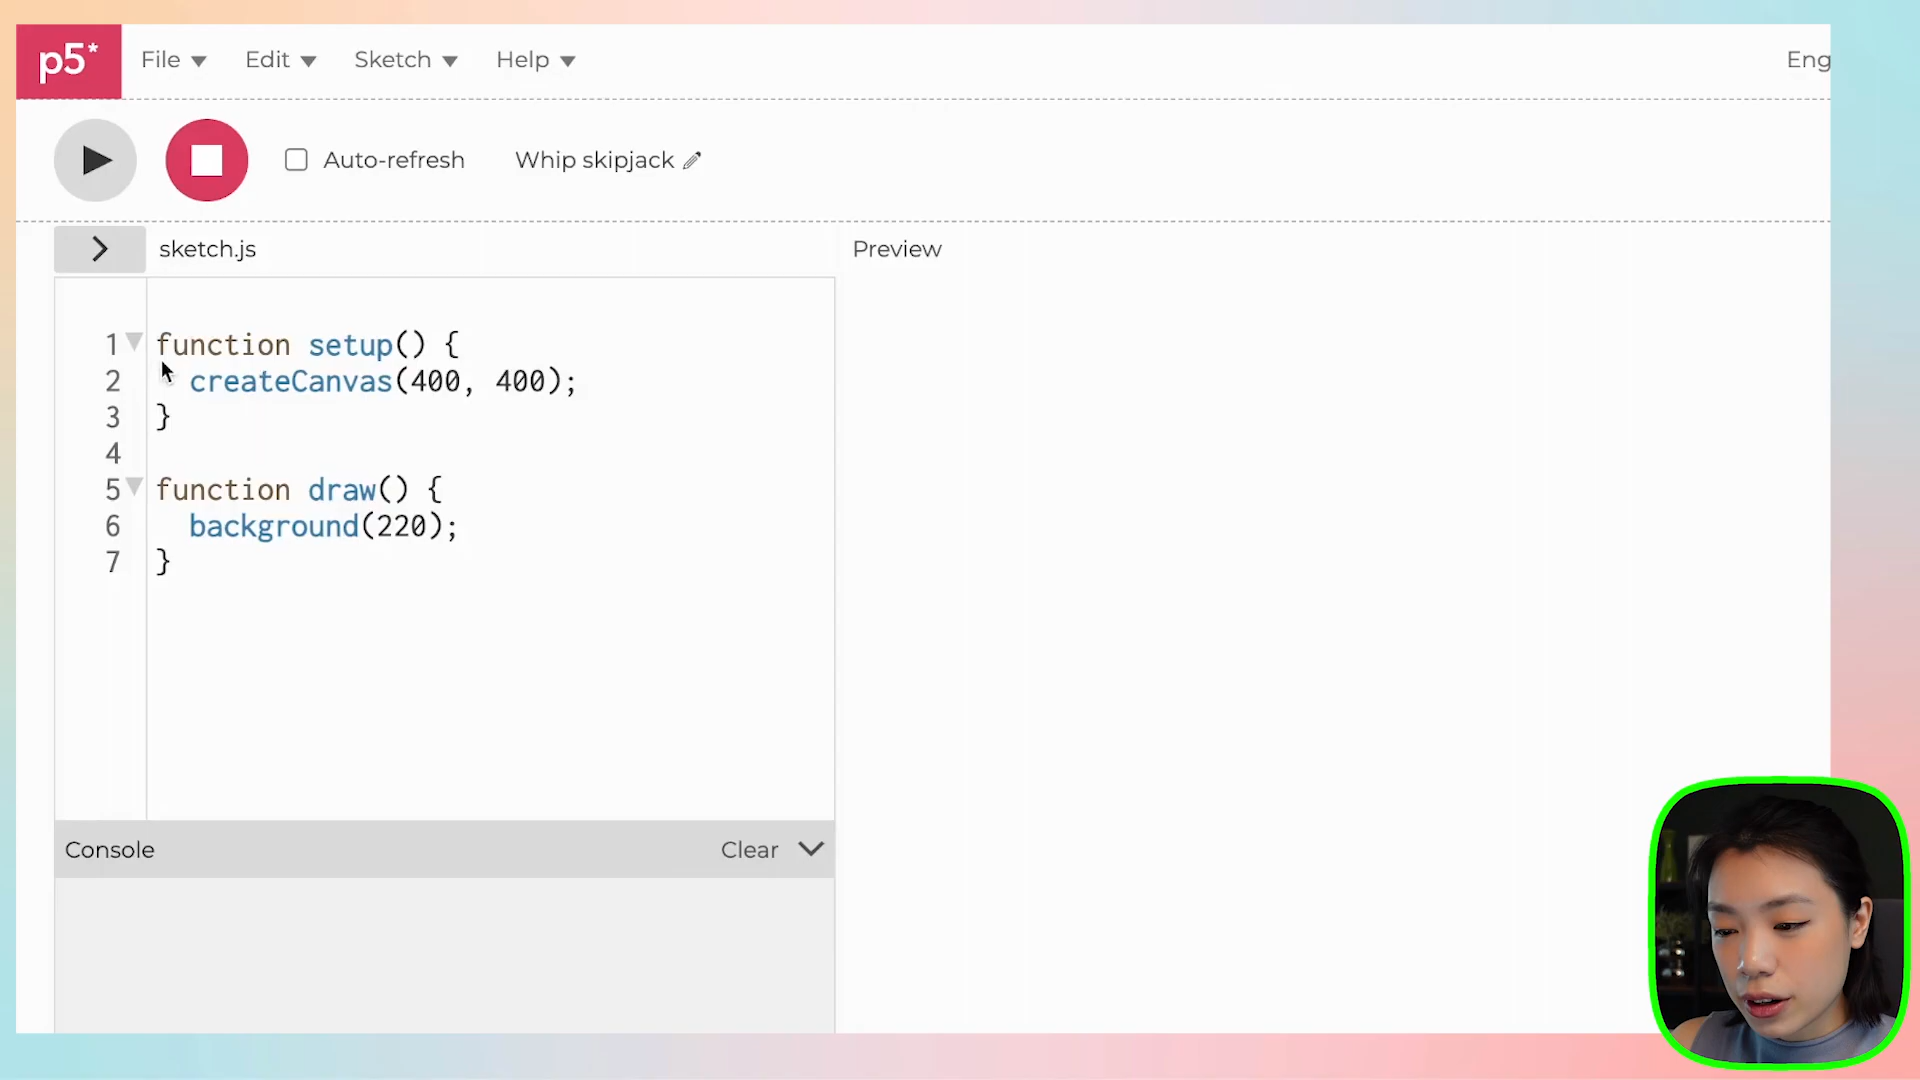 p5*
File
Edit
Sketch
Help
Eng
Auto-refresh
Whip skipjack
sketch.js
Preview
1 function setup() {
2 createCanvas(400, 400);
3 }
4
5 function draw() {
6 background(220);
7 }
Console
Clear